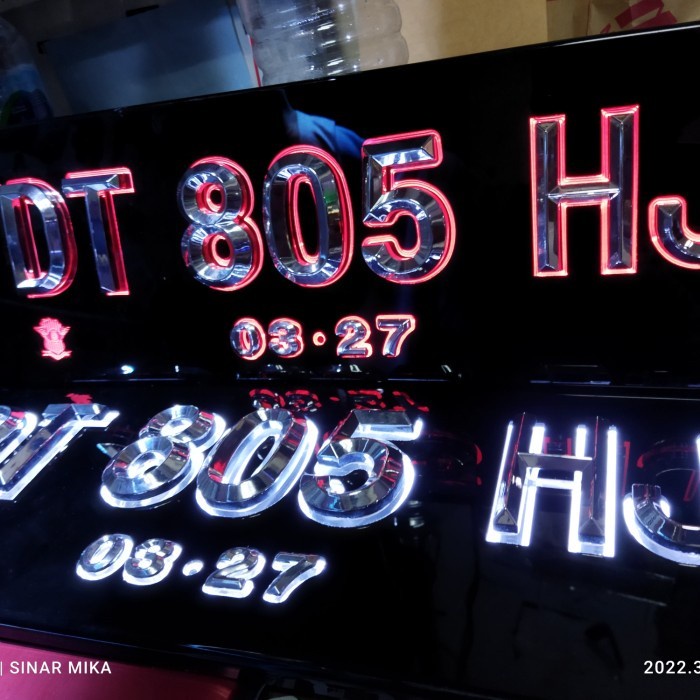 DT 805 HJ
03·27
DT 805 HJ
03·27
| SINAR MIKA
2022.3